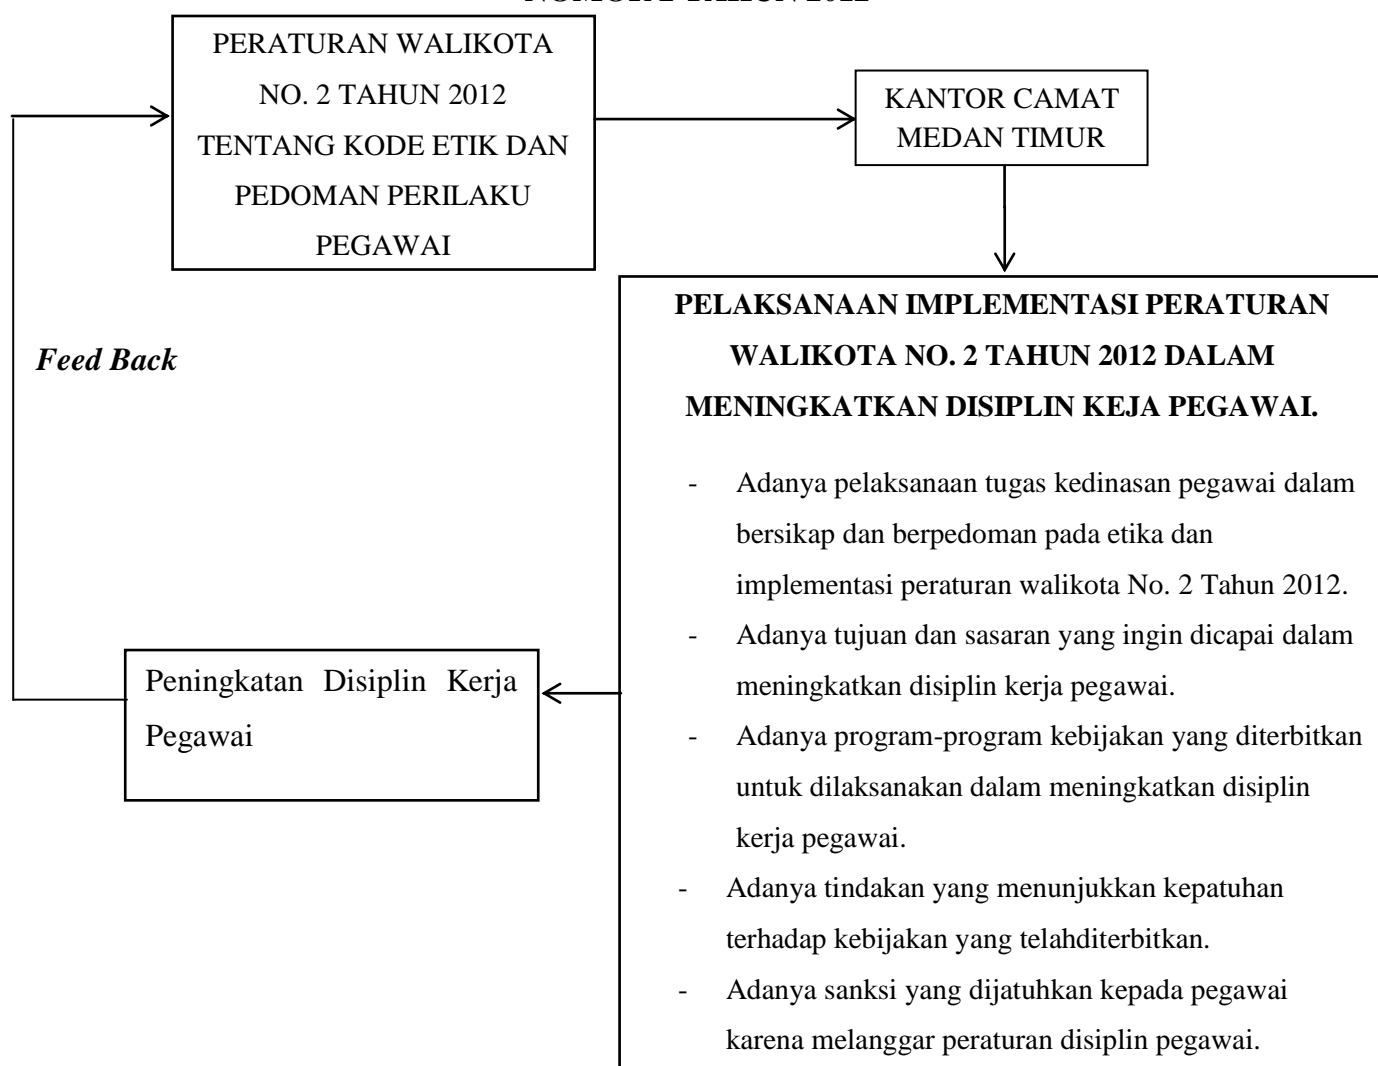 PERATURAN WALIKOTA
NO. 2 TAHUN 2012
TENTANG KODE ETIK DAN
PEDOMAN PERILAKU
PEGAWAI
KANTOR CAMAT
MEDAN TIMUR
PELAKSANAAN IMPLEMENTASI PERATURAN
WALIKOTA NO. 2 TAHUN 2012 DALAM
MENINGKATKAN DISIPLIN KEJA PEGAWAI.
Feed Back
- Adanya pelaksanaan tugas kedinasan pegawai dalam
bersikap dan berpedoman pada etika dan
implementasi peraturan walikota No. 2 Tahun 2012.
- Adanya tujuan dan sasaran yang ingin dicapai dalam
meningkatkan disiplin kerja pegawai.
- Adanya program-program kebijakan yang diterbitkan
untuk dilaksanakan dalam meningkatkan disiplin
kerja pegawai.
- Adanya tindakan yang menunjukkan kepatuhan
terhadap kebijakan yang telahditerbitkan.
- Adanya sanksi yang dijatuhkan kepada pegawai
karena melanggar peraturan disiplin pegawai.
Peningkatan Disiplin Kerja
Pegawai